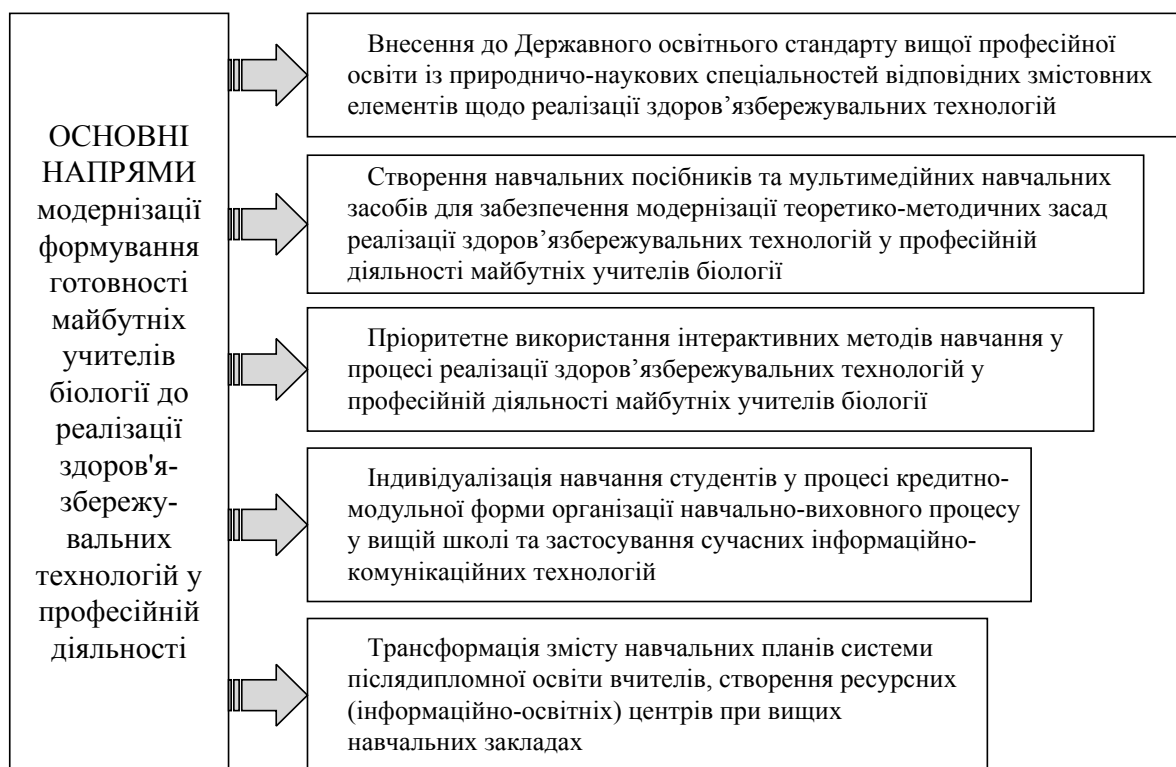 ОСНОВНІ
НАПРЯМИ
модернізації
формування
готовності
майбутніх
учителів
біології до
реалізації
здоров'я-
збережу-
вальних
технологій у
професійній
діяльності
Внесення до Державного освітнього стандарту вищої професійної
освіти із природничо-наукових спеціальностей відповідних змістовних
елементів щодо реалізації здоров’язбережувальних технологій
Створення навчальних посібників та мультимедійних навчальних
засобів для забезпечення модернізації теоретико-методичних засад
реалізації здоров’язбережувальних технологій у професійній
діяльності майбутніх учителів біології
Пріоритетне використання інтерактивних методів навчання у
процесі реалізації здоров’язбережувальних технологій у
професійній діяльності майбутніх учителів біології
Індивідуалізація навчання студентів у процесі кредитно-
модульної форми організації навчально-виховного процесу
у вищій школі та застосування сучасних інформаційно-
комунікаційних технологій
Трансформація змісту навчальних планів системи
післядипломної освіти вчителів, створення ресурсних
(інформаційно-освітніх) центрів при вищих
навчальних закладах